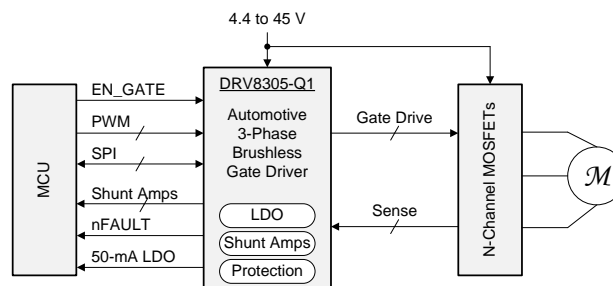 4.4 to 45 V
DRV8305-Q1
Automotive
3-Phase
Brushless
Gate Driver
LDO
Shunt Amps
Protection
MCU
EN_GATE
PWM
SPI
Shunt Amps
nFAULT
50-mA LDO
Gate Drive
Sense
N-Channel MOSFETs
M